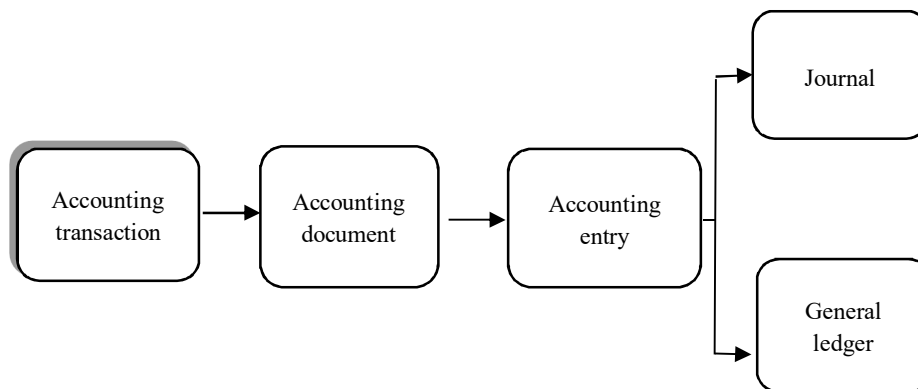 Accounting
transaction
Accounting
document
Accounting
entry
Journal
General
ledger